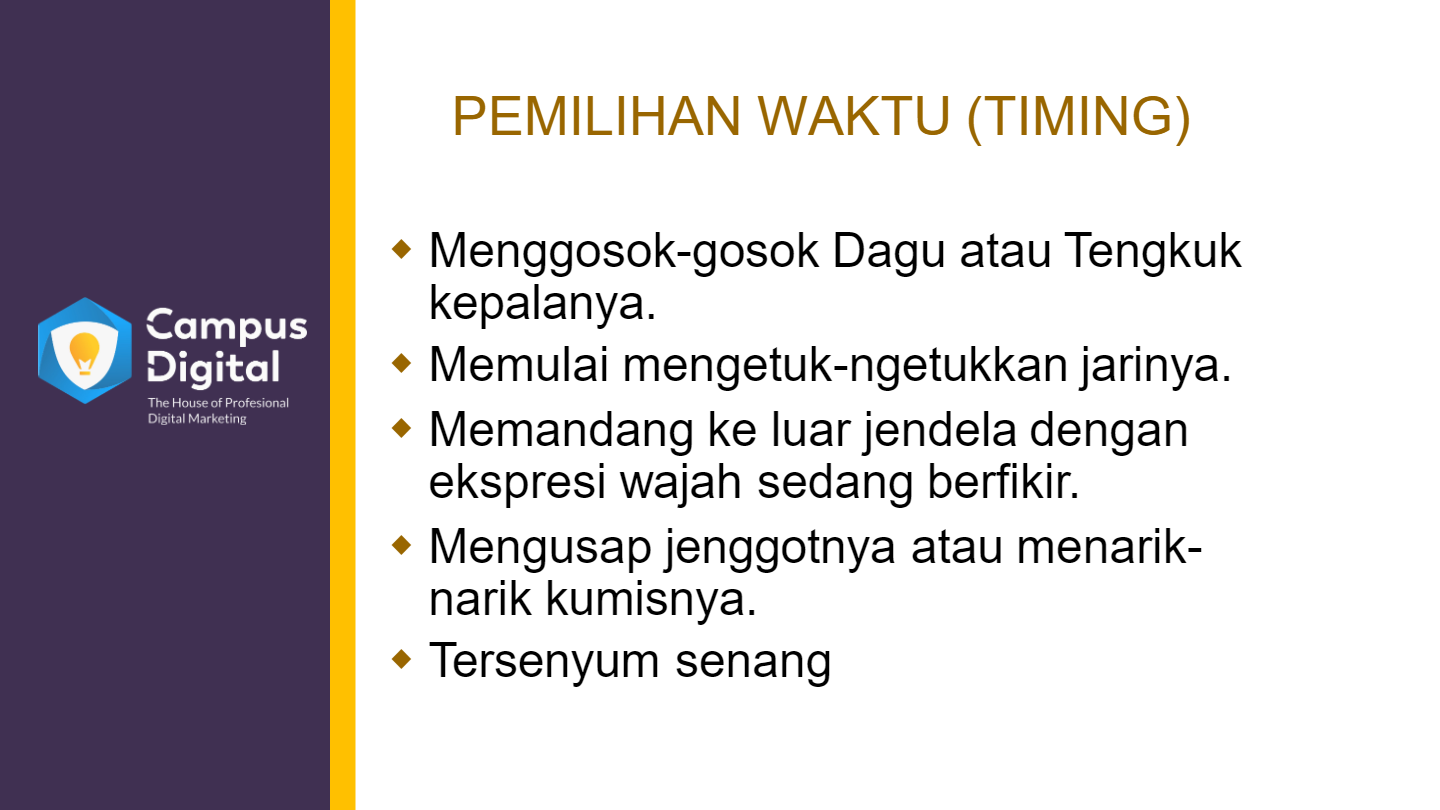 Campus
Digital
The House of Profesional
Digital Marketing
PEMILIHAN WAKTU (TIMING)
Menggosok-gosok Dagu atau Tengkuk
kepalanya.
Memulai mengetuk-ngetukkan jarinya.
Memandang ke luar jendela dengan
ekspresi wajah sedang berfikir.
Mengusap jenggotnya atau menarik-
narik kumisnya.
Tersenyum senang